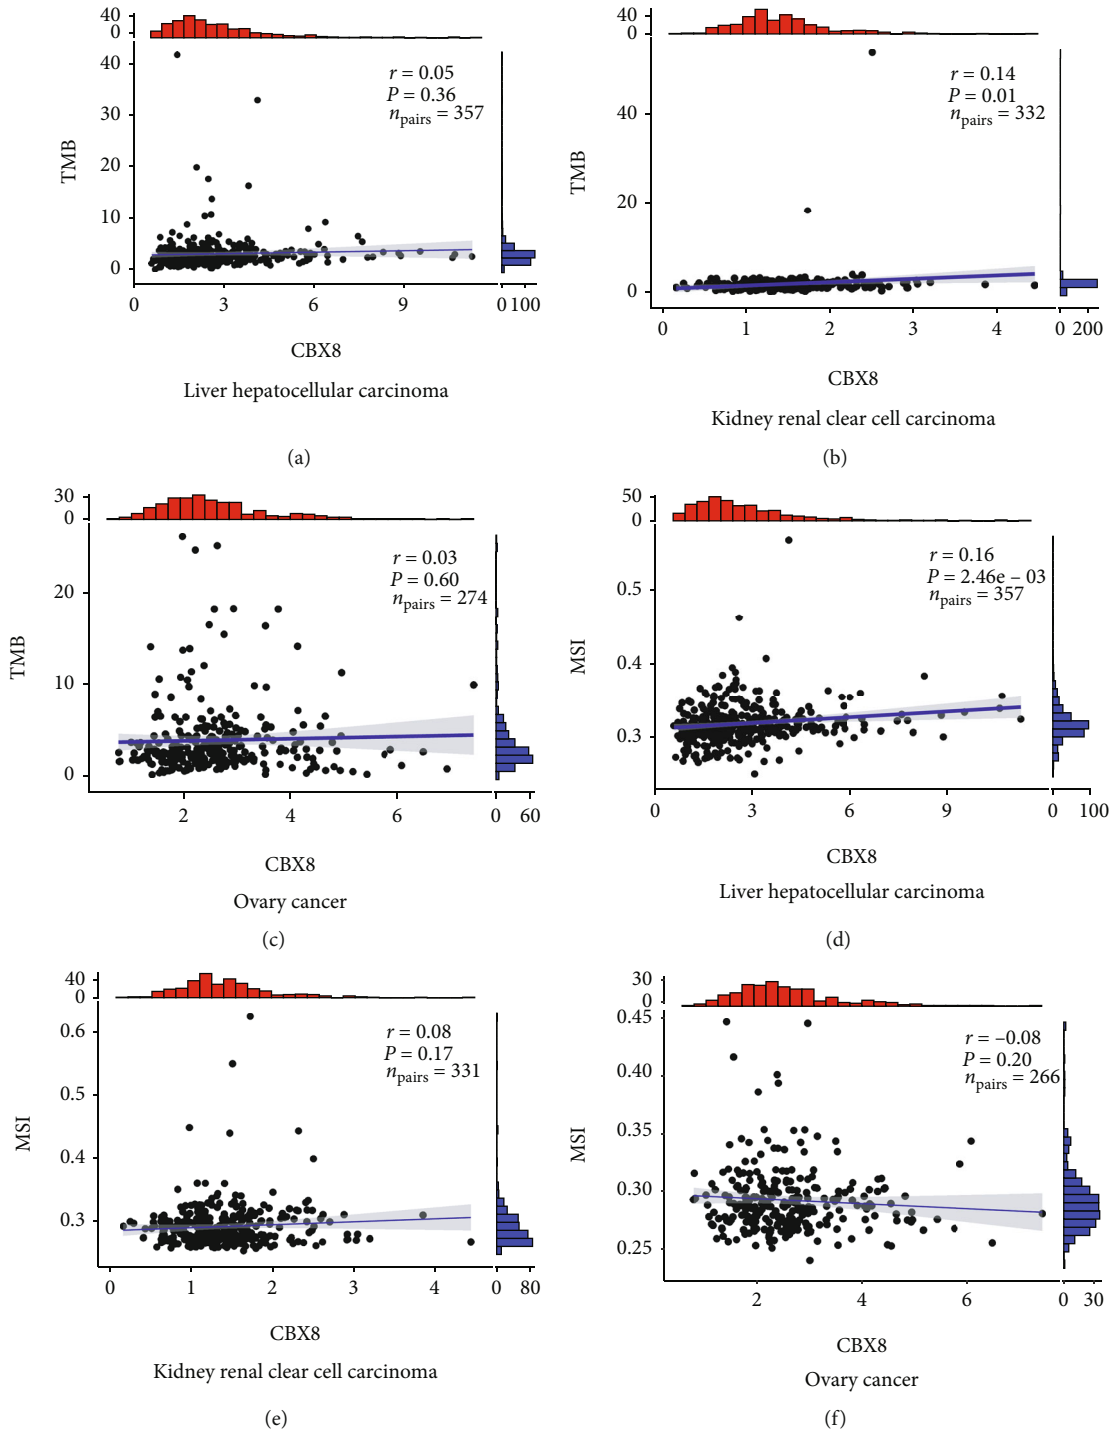 40
0
40
30
20
10
0
TMB
r = 0.05
P = 0.36
n_pairs = 357
0 3 6 9 0 100
CBX8
Liver hepatocellular carcinoma
(a)
40
0
40
20
0
TMB
r = 0.14
P = 0.01
n_pairs = 332
0 1 2 3 4 0 200
CBX8
Kidney renal clear cell carcinoma
(b)
30
0
20
10
0
TMB
r = 0.03
P = 0.60
n_pairs = 274
2 4 6 0 60
CBX8
Ovary cancer
(c)
50
0
0.5
0.4
0.3
MSI
r = 0.16
P = 2.46e – 03
n_pairs = 357
0 3 6 9 0 100
CBX8
Liver hepatocellular carcinoma
(d)
40
0
0.6
0.5
0.4
0.3
MSI
r = 0.08
P = 0.17
n_pairs = 331
0 1 2 3 4 0 80
CBX8
Kidney renal clear cell carcinoma
(e)
30
0
0.45
0.40
0.35
0.30
0.25
MSI
r = –0.08
P = 0.20
n_pairs = 266
2 4 6 0 30
CBX8
Ovary cancer
(f)